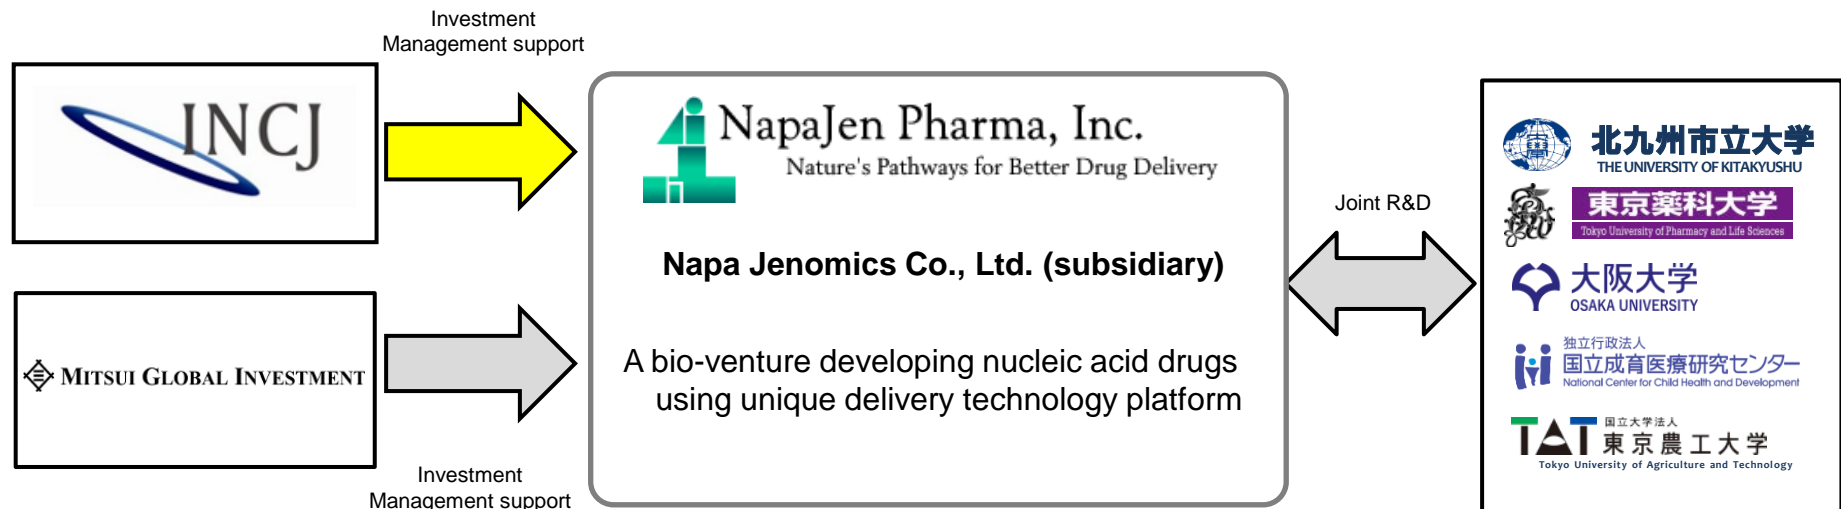 Investment
Management support
INCJ
MITSUI GLOBAL INVESTMENT
Investment
Management support
NapaJen Pharma, Inc.
Nature's Pathways for Better Drug Delivery
Napa Jenomics Co., Ltd. (subsidiary)
A bio-venture developing nucleic acid drugs
using unique delivery technology platform
Joint R&D
北九州市立大学
THE UNIVERSITY OF KITAKYUSHU
東京薬科大学
Tokyo University of Pharmacy and Life Sciences
大阪大学
OSAKA UNIVERSITY
独立行政法人
国立成育医療研究センター
National Center for Child Health and Development
TAT 国立大学法人
東京農工大学
Tokyo University of Agriculture and Technology